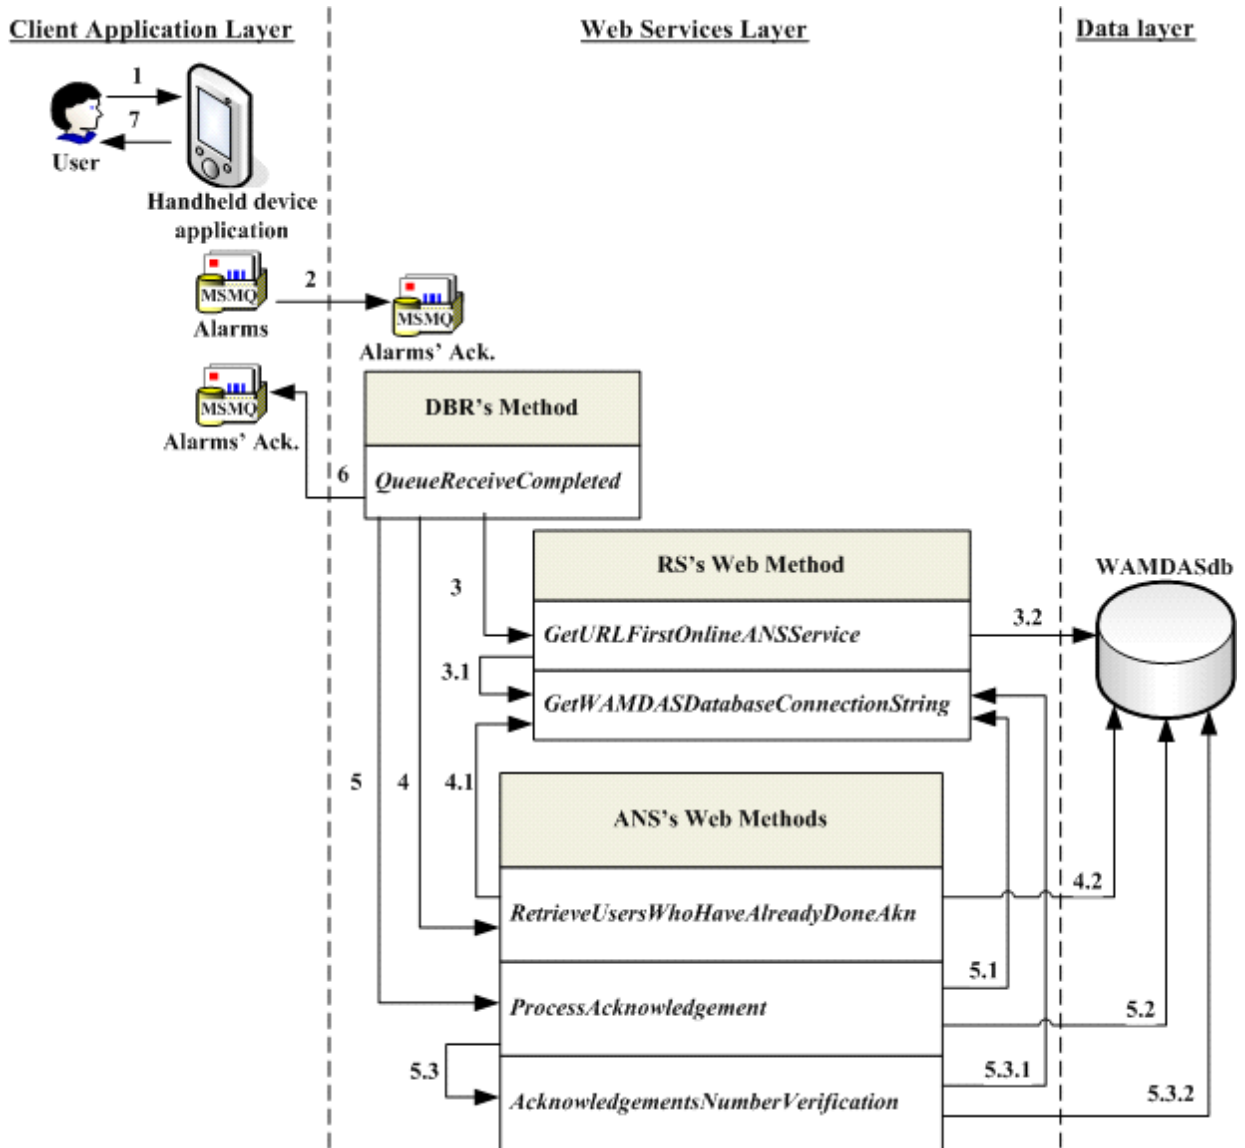 Client Application Layer
Web Services Layer
Data layer
1
7
User
Handheld device
application
MSMQ
Alarms
2
MSMQ
Alarms' Ack.
MSMQ
Alarms' Ack.
6
DBR's Method
QueueReceiveCompleted
3
RS's Web Method
GetURLFirstOnlineANSService
3.1
GetWAMDASDatabaseConnectionString
3.2
WAMDASdb
5
4
4.1
ANS's Web Methods
RetrieveUsersWhoHaveAlreadyDoneAkn
4.2
ProcessAcknowledgement
5.1
5.2
5.3
AcknowledgementsNumberVerification
5.3.1
5.3.2